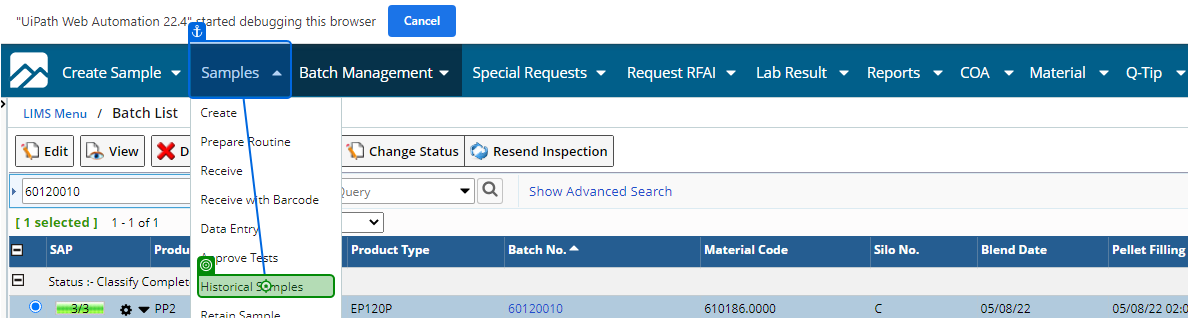 "UiPath Web Automation 22.4" started debugging this browser Cancel
Create Sample Samples Batch Management Special Requests Request RFAI Lab Result Reports COA Material Q-Tip
LIMS Menu / Batch List
Create
Edit View D Change Status Resend Inspection
Prepare Routine
Receive
60120010 Query Show Advanced Search
Receive with Barcode
[ 1 selected ] 1 - 1 of 1
Data Entry
SAP Produ Product Type Batch No. Material Code Silo No. Blend Date Pellet Filling
Approve Tests
Status :- Classify Complet
Historical Samples
3/3 PP2 EP120P 60120010 610186.0000 C 05/08/22 05/08/22 02:0
Retain Sample